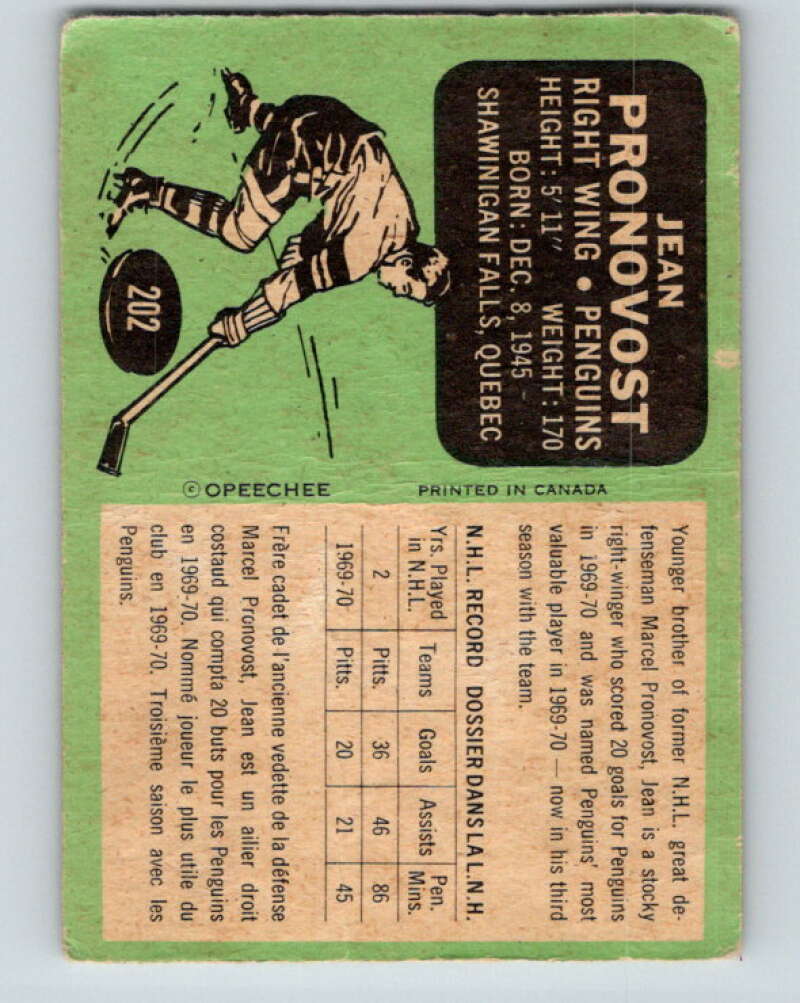 JEAN
PRONOVOST
RIGHT WING • PENGUINS
HEIGHT: 5'11" WEIGHT: 170
BORN: DEC. 8, 1945
SHAWINIGAN FALLS, QUEBEC
202
© OPEECHEE PRINTED IN CANADA
Younger brother of former N.H.L. great de-
fenseman Marcel Pronovost, Jean is a stocky
right-winger who scored 20 goals for Penguins
in 1969-70 and was named Penguins' most
valuable player in 1969-70 — now in his third
season with the team.
N.H.L. RECORD DOSSIER DANS LA L.N.H.
Yrs. Played in N.H.L. Teams Goals Assists Pen. Mins.
2 Pitts. 36 46 86
1969-70 Pitts. 20 21 45
Frère cadet de l'ancienne vedette de la défense
Marcel Pronovost, Jean est un ailier droit
costaud qui compta 20 buts pour les Penguins
en 1969-70. Nommé joueur le plus utile du
club en 1969-70. Troisième saison avec les
Penguins.